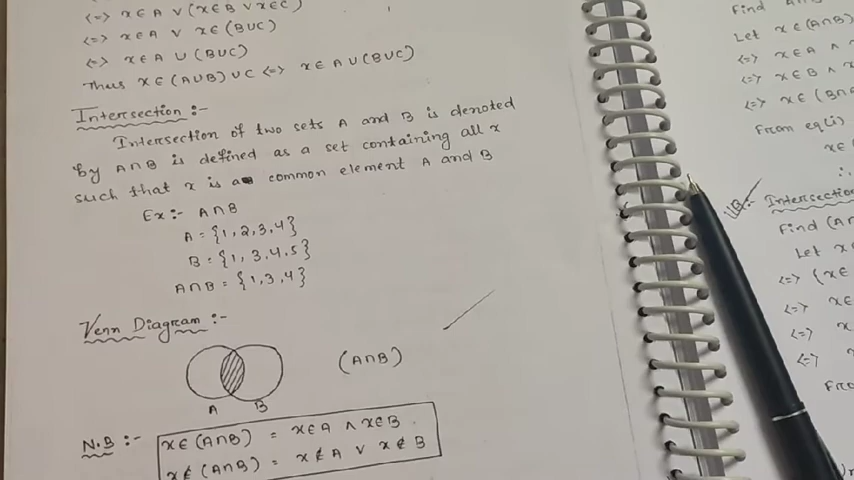 <=> x∈A ∨ (x∈B ∨ x∈C)
<=> x∈A ∨ x∈(B∪C)
<=> x∈A ∪ (B∪C)
Thus x∈(A∪B)∪C <=> x∈A∪(B∪C)
Intersection :-
Intersection of two sets A and B is denoted
by A∩B is defined as a set containing all x
such that x is a common element A and B
Ex:- A∩B
A = {1,2,3,4}
B = {1, 3,4,5}
A∩B = {1,3,4}
Venn Diagram :-
(A∩B)
A B
N.B :- x∈(A∩B) = x∈A ∧ x∈B
x∉(A∩B) = x∉A ∨ x∉B
Find
Let x∈(A∩B)
<=> x∈A ∧
<=> x∈B ∧ x
<=> x∈(B∩
From eq(i)
x∈
∴
N.B:- Intersection
Find (A∩
Let x
<=> (x∈
<=> x∈
<=> x
<=>
From